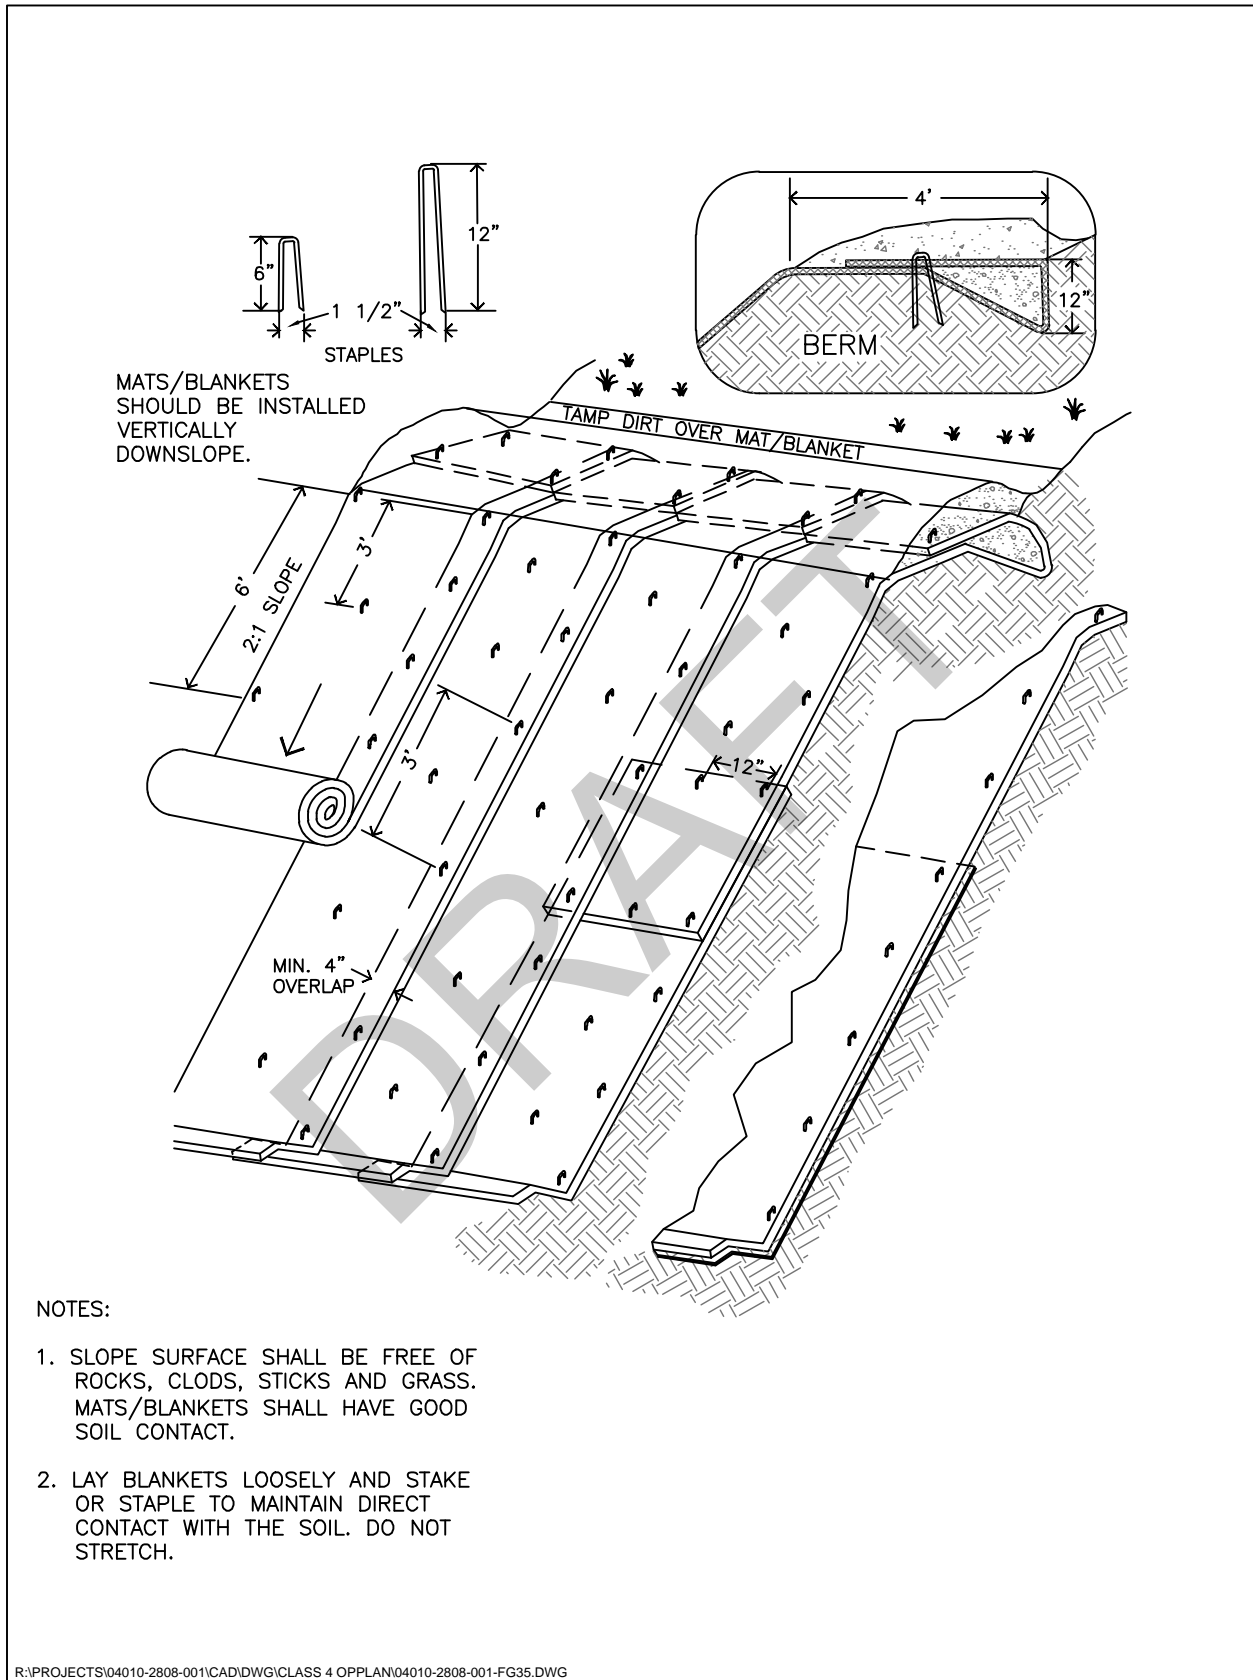 12”
6”
1 1/2”
STAPLES
4'
12”
BERM
MATS/BLANKETS
SHOULD BE INSTALLED
VERTICALLY
DOWNSLOPE.
TAMP DIRT OVER MAT/BLANKET
3'
6'
2:1 SLOPE
3'
12”
MIN. 4”
OVERLAP
DRAFT
NOTES:
1. SLOPE SURFACE SHALL BE FREE OF
ROCKS, CLODS, STICKS AND GRASS.
MATS/BLANKETS SHALL HAVE GOOD
SOIL CONTACT.
2. LAY BLANKETS LOOSELY AND STAKE
OR STAPLE TO MAINTAIN DIRECT
CONTACT WITH THE SOIL. DO NOT
STRETCH.
R:\PROJECTS\04010-2808-001\CAD\DWG\CLASS 4 OPPLAN\04010-2808-001-FG35.DWG